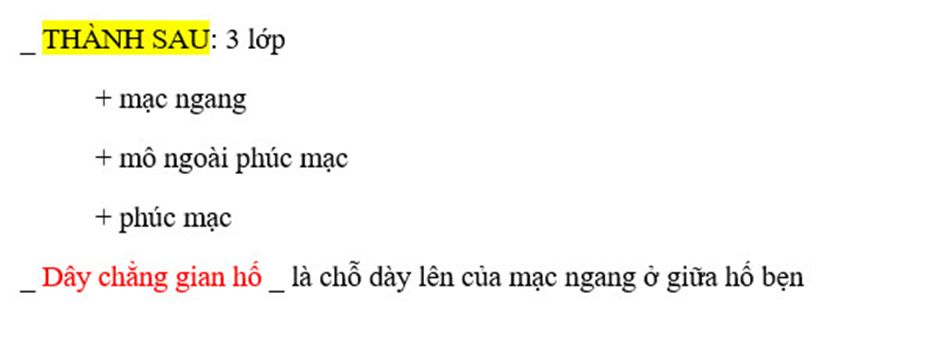 _ THÀNH SAU: 3 lớp
+ mạc ngang
+ mô ngoài phúc mạc
+ phúc mạc
_ Dây chằng gian hố _ là chỗ dày lên của mạc ngang ở giữa hố bẹn